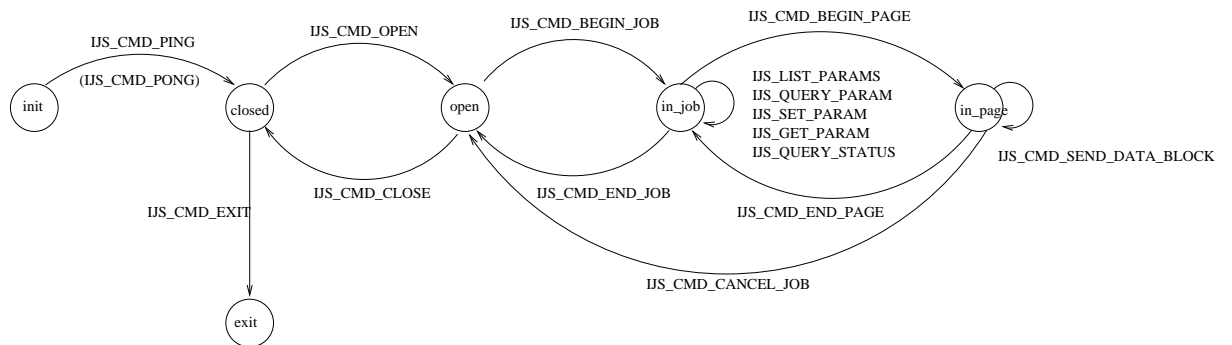 IJS_CMD_BEGIN_PAGE
IJS_CMD_BEGIN_JOB
IJS_CMD_OPEN
IJS_CMD_PING
(IJS_CMD_PONG)
IJS_LIST_PARAMS
IJS_QUERY_PARAM
IJS_SET_PARAM
IJS_GET_PARAM
IJS_QUERY_STATUS
init
closed
open
in_job
in_page
IJS_CMD_SEND_DATA_BLOCK
IJS_CMD_CLOSE
IJS_CMD_END_JOB
IJS_CMD_END_PAGE
IJS_CMD_EXIT
IJS_CMD_CANCEL_JOB
exit